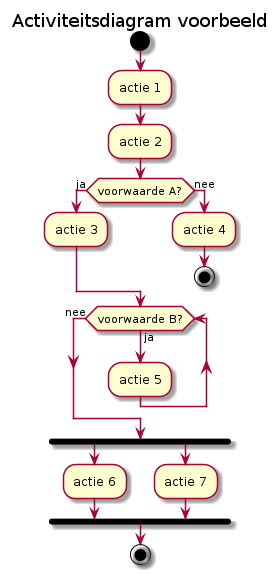 Activiteitsdiagram voorbeeld
actie 1
actie 2
ja
voorwaarde A?
nee
actie 3
actie 4
nee
voorwaarde B?
ja
actie 5
actie 6
actie 7